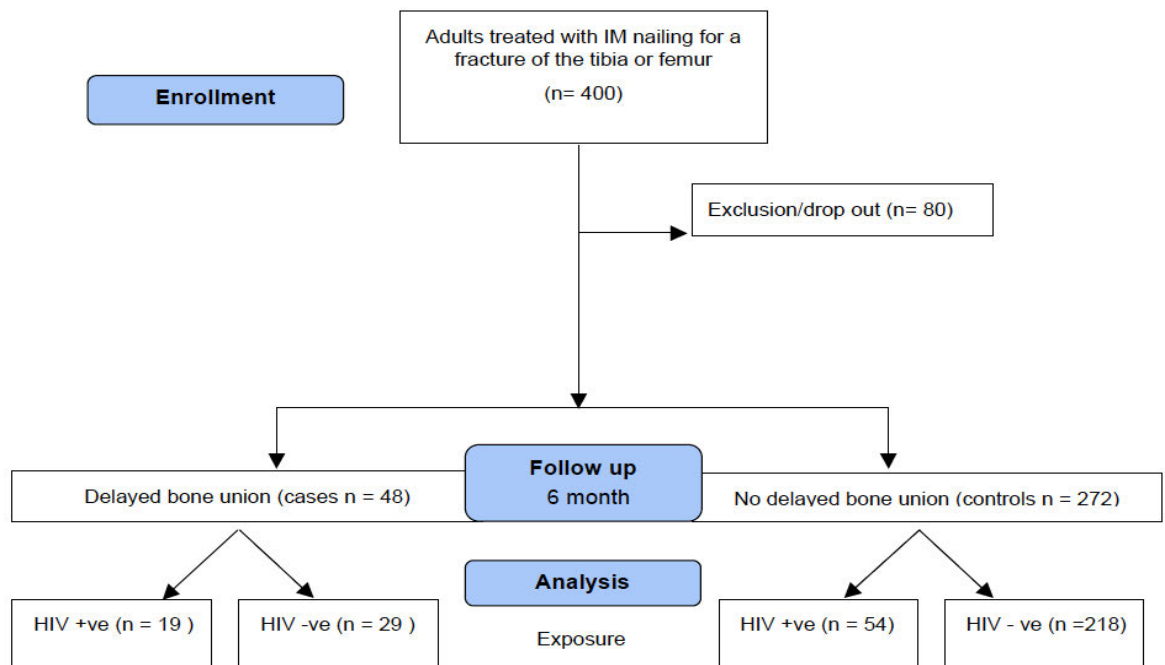 Adults treated with IM nailing for a
fracture of the tibia or femur
(n= 400)
Enrollment
Exclusion/drop out (n= 80)
Follow up
6 month
Delayed bone union (cases n = 48)
No delayed bone union (controls n = 272)
Analysis
HIV +ve (n = 19 )
HIV -ve (n = 29 )
Exposure
HIV +ve (n = 54)
HIV - ve (n =218)